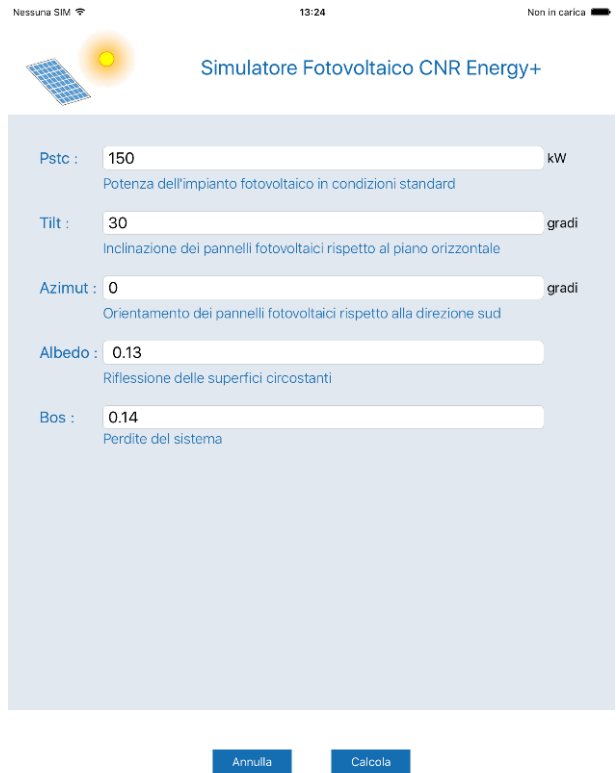 Nessuna SIM 13:24 Non in carica
Simulatore Fotovoltaico CNR Energy+
Pstc : 150 kW
Potenza dell'impianto fotovoltaico in condizioni standard
Tilt : 30 gradi
Inclinazione dei pannelli fotovoltaici rispetto al piano orizzontale
Azimut : 0 gradi
Orientamento dei pannelli fotovoltaici rispetto alla direzione sud
Albedo : 0.13
Riflessione delle superfici circostanti
Bos : 0.14
Perdite del sistema
Annulla Calcola